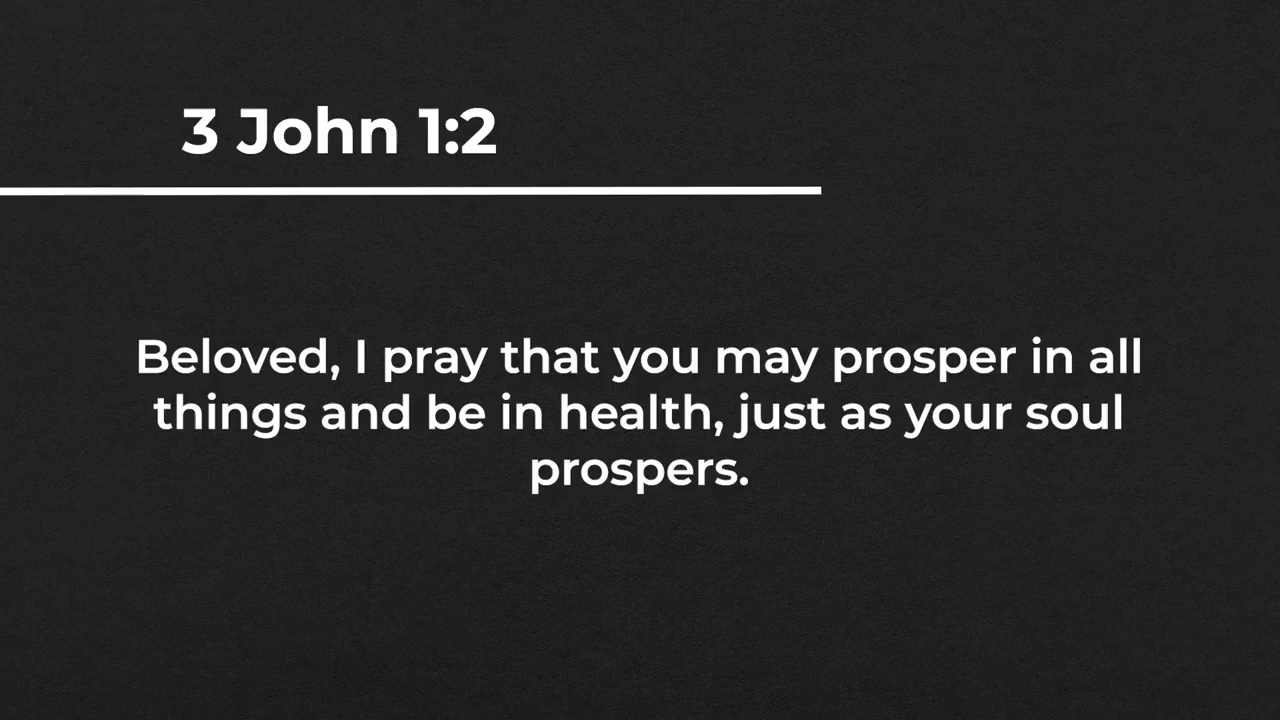 3 John 1:2
Beloved, I pray that you may prosper in all
things and be in health, just as your soul
prospers.